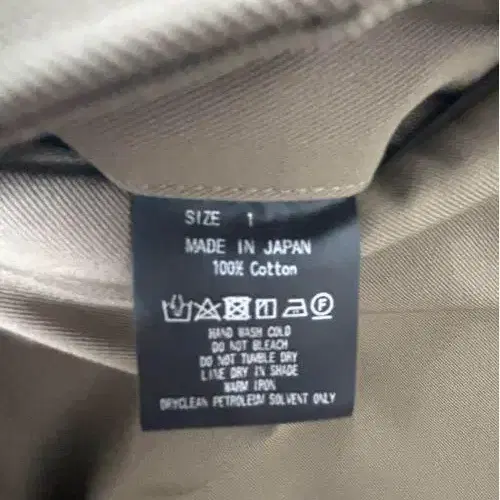 SIZE 1
MADE IN JAPAN
100% Cotton
F
HAND WASH COLD
DO NOT BLEACH
DO NOT TUMBLE DRY
LINE DRY IN SHADE
WARM IRON
DRYCLEAN PETROLEUM SOLVENT ONLY